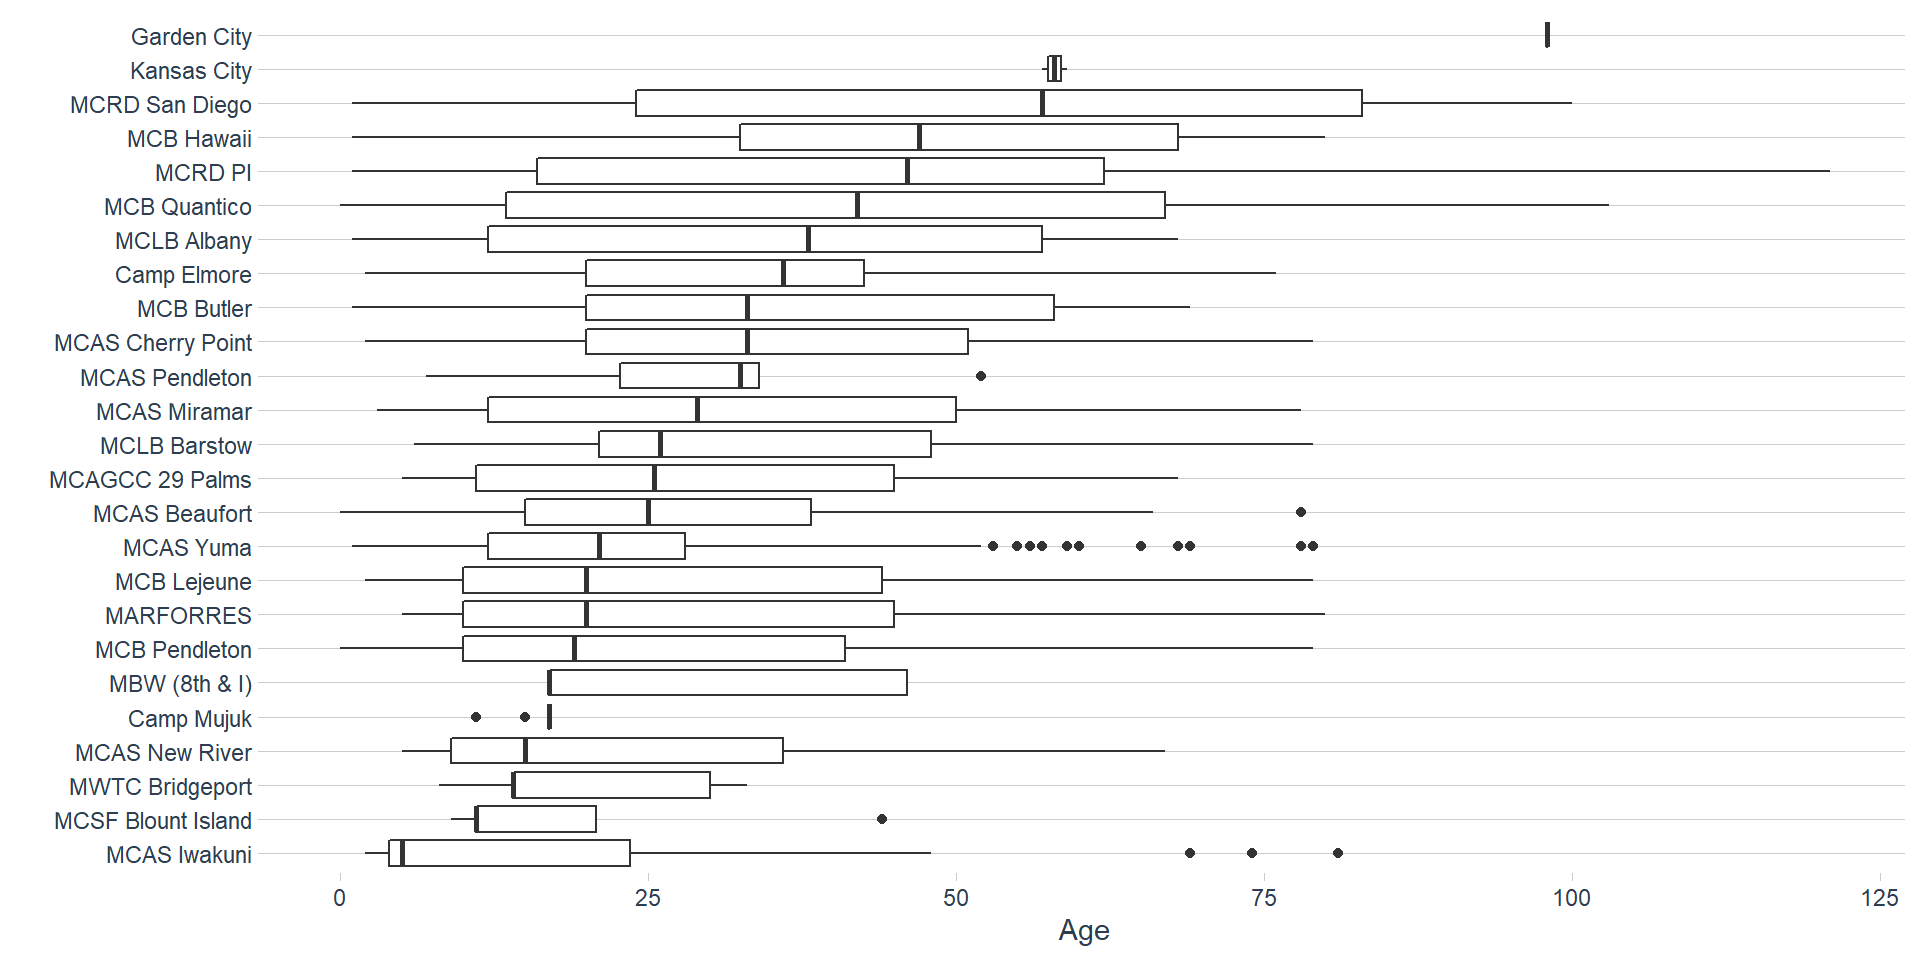 Garden City
Kansas City
MCRD San Diego
MCB Hawaii
MCRD PI
MCB Quantico
MCLB Albany
Camp Elmore
MCB Butler
MCAS Cherry Point
MCAS Pendleton
MCAS Miramar
MCLB Barstow
MCAGCC 29 Palms
MCAS Beaufort
MCAS Yuma
MCB Lejeune
MARFORRES
MCB Pendleton
MBW (8th & I)
Camp Mujuk
MCAS New River
MWTC Bridgeport
MCSF Blount Island
MCAS Iwakuni
0 25 50 75 100 125
Age